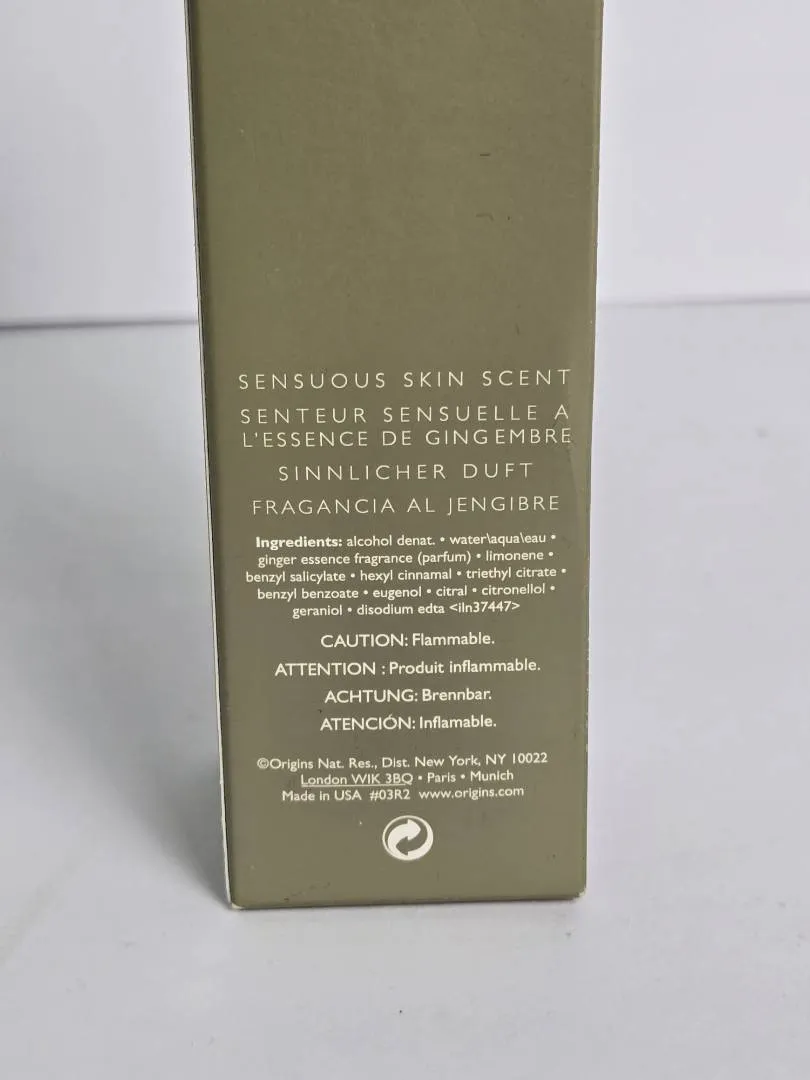 SENSUOUS SKIN SCENT
SENTEUR SENSUELLE A
L'ESSENCE DE GINGEMBRE
SINNLICHER DUFT
FRAGANCIA AL JENGIBRE
Ingredients: alcohol denat. • water\aqua\eau •
ginger essence fragrance (parfum) • limonene •
benzyl salicylate • hexyl cinnamal • triethyl citrate •
benzyl benzoate • eugenol • citral • citronellol •
geraniol • disodium edta <iln37447>
CAUTION: Flammable.
ATTENTION : Produit inflammable.
ACHTUNG: Brennbar.
ATENCIÓN: Inflamable.
©Origins Nat. Res., Dist. New York, NY 10022
London W1K 3BQ • Paris • Munich
Made in USA #03R2 www.origins.com